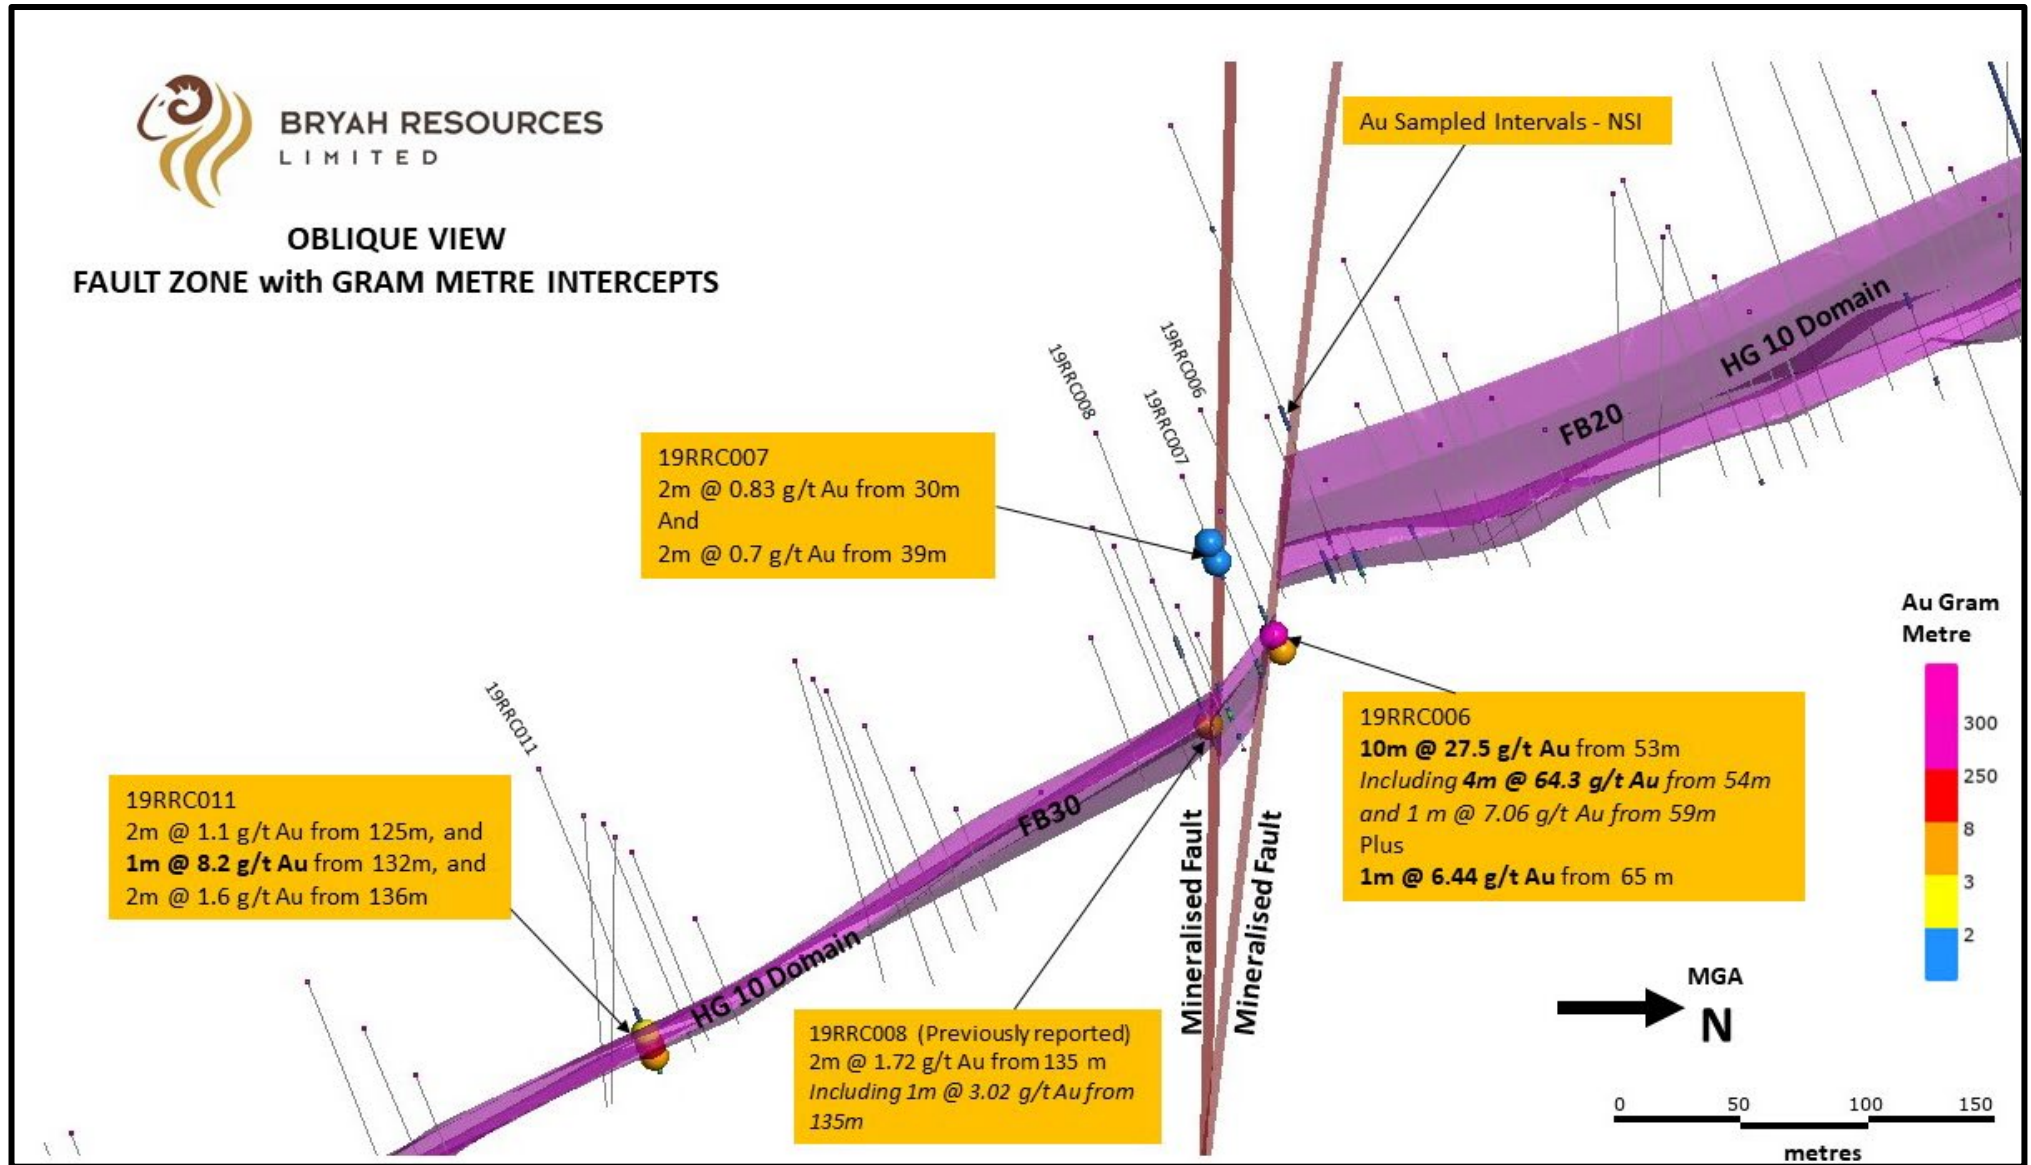 BRYAH RESOURCES
LIMITED
OBLIQUE VIEW
FAULT ZONE with GRAM METRE INTERCEPTS
Au Sampled Intervals - NSI
19RRC006
19RRC008
19RRC007
HG 10 Domain
FB20
19RRC007
2m @ 0.83 g/t Au from 30m
And
2m @ 0.7 g/t Au from 39m
19RRC011
19RRC011
2m @ 1.1 g/t Au from 125m, and
1m @ 8.2 g/t Au from 132m, and
2m @ 1.6 g/t Au from 136m
FB30
HG 10 Domain
19RRC008 (Previously reported)
2m @ 1.72 g/t Au from 135 m
Including 1m @ 3.02 g/t Au from
135m
Mineralised Fault
Mineralised Fault
19RRC006
10m @ 27.5 g/t Au from 53m
Including 4m @ 64.3 g/t Au from 54m
and 1 m @ 7.06 g/t Au from 59m
Plus
1m @ 6.44 g/t Au from 65 m
Au Gram
Metre
300
250
8
3
2
MGA
N
0 50 100 150
metres